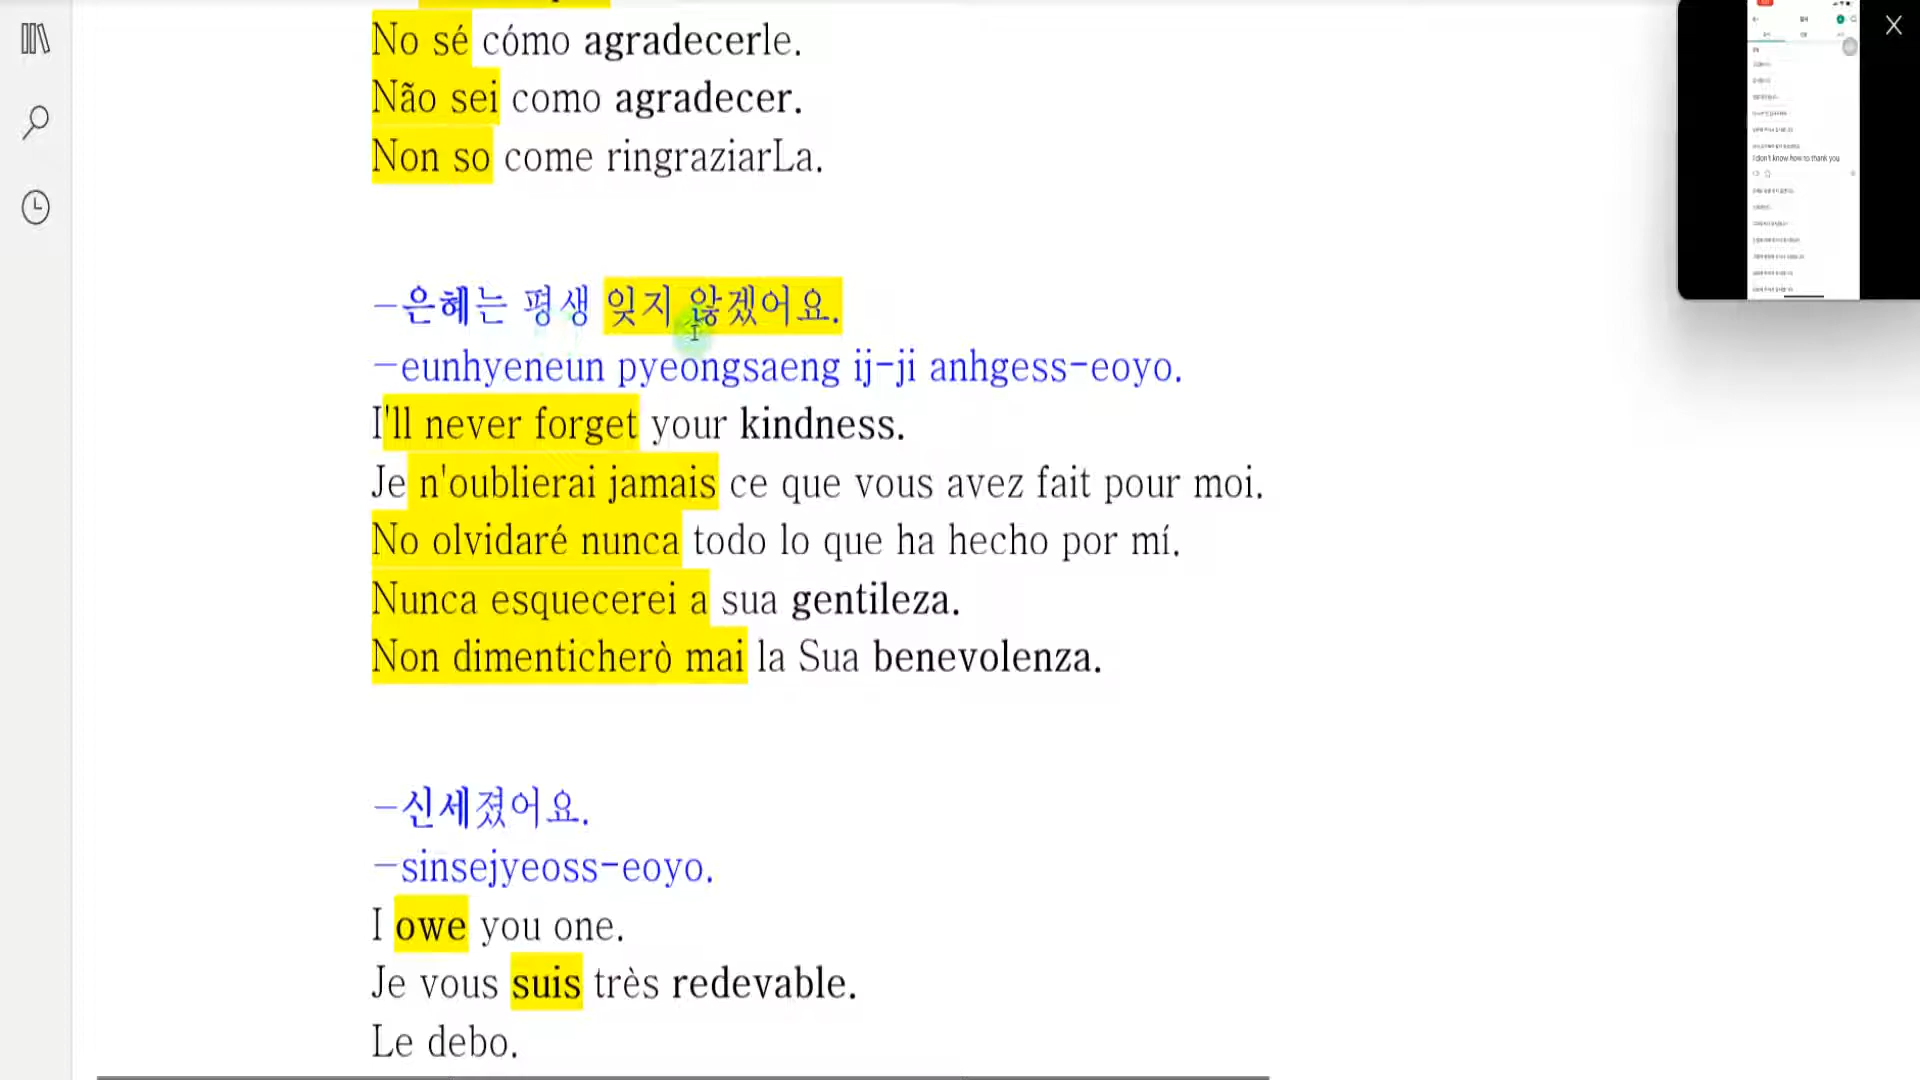 No sé cómo agradecerle.
Não sei como agradecer.
Non so come ringraziarLa.
-은혜는 평생 잊지 않겠어요.
-eunhyeneun pyeongsaeng ij-ji anhgess-eoyo.
I'll never forget your kindness.
Je n'oublierai jamais ce que vous avez fait pour moi.
No olvidaré nunca todo lo que ha hecho por mí.
Nunca esquecerei a sua gentileza.
Non dimenticherò mai la Sua benevolenza.
-신세졌어요.
-sinsejyeoss-eoyo.
I owe you one.
Je vous suis très redevable.
Le debo.
I don't know how to thank you